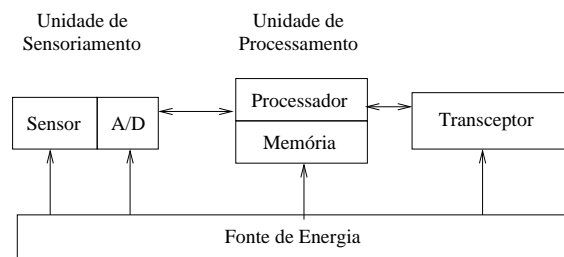 Unidade de
Sensoriamento
Unidade de
Processamento
Sensor
A/D
Processador
Memória
Transceptor
Fonte de Energia